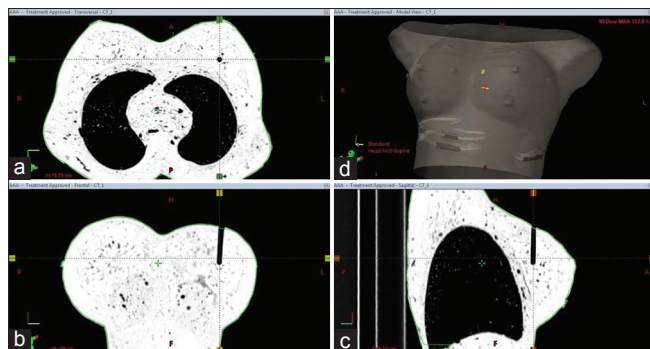 AAA - Treatment Approved - Transversal - CT_1
A
R
L
P
a
AAA - Treatment Approved - Model View - CT_1
3D Dose MAX: 113.8 %
H
R
L
Standard
Head First-Supine
F
d
AAA - Treatment Approved - Frontal - CT_1
H
R
L
F
b
AAA - Treatment Approved - Sagittal - CT_1
H
P
A
F
c